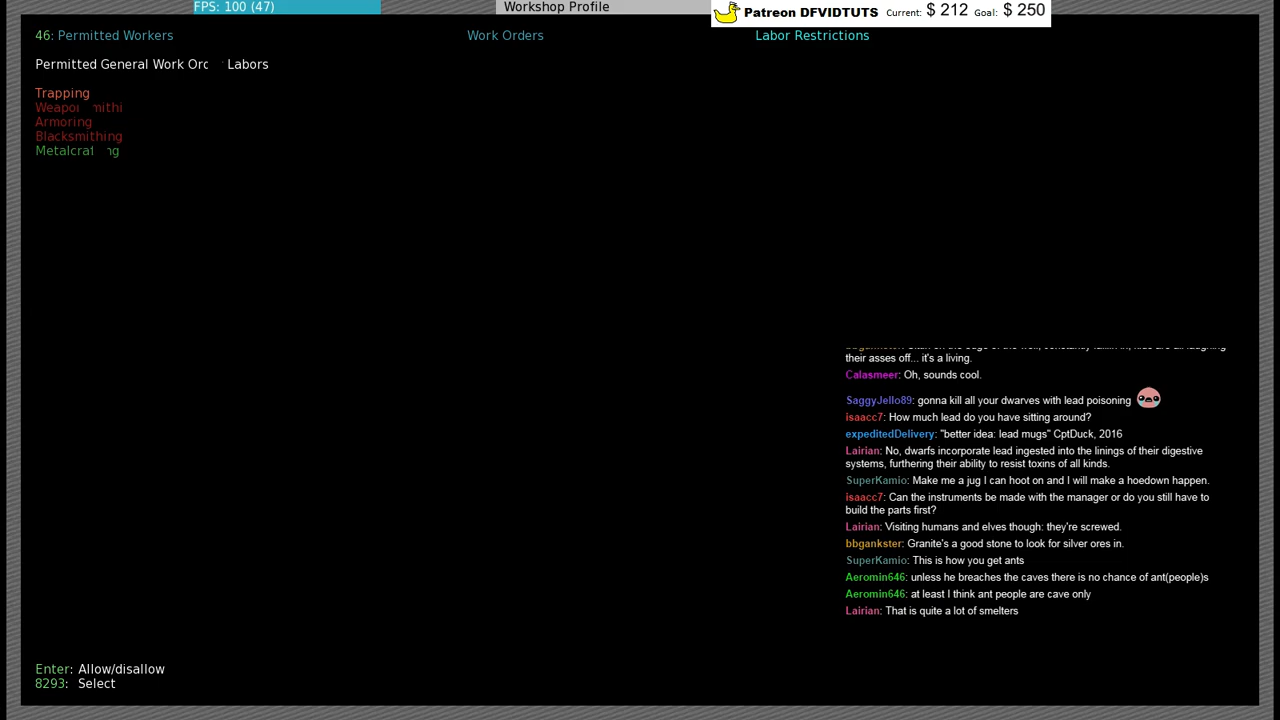 FPS: 100 (47)
Workshop Profile
Patreon DFVIDTUTS Current: $ 212 Goal: $ 250
46: Permitted Workers Work Orders Labor Restrictions
Permitted General Work Labors
Trapping
Armoring
Blacksmithing
their asses off... it's a living.
Calasmeer: Oh, sounds cool.
SaggyJello89: gonna kill all your dwarves with lead poisoning
isaacc7: How much lead do you have sitting around?
expeditedDelivery: "better idea: lead mugs" CptDuck, 2016
Lairian: No, dwarfs incorporate lead ingested into the linings of their digestive
systems, furthering their ability to resist toxins of all kinds.
SuperKamio: Make me a jug I can hoot on and I will make a hoedown happen.
isaacc7: Can the instruments be made with the manager or do you still have to
build the parts first?
Lairian: Visiting humans and elves though: they're screwed.
bbgankster: Granite's a good stone to look for silver ores in.
SuperKamio: This is how you get ants
Aeromin646: unless he breaches the caves there is no chance of ant(people)s
Aeromin646: at least I think ant people are cave only
Lairian: That is quite a lot of smelters
Enter: Allow/disallow
8293: Select